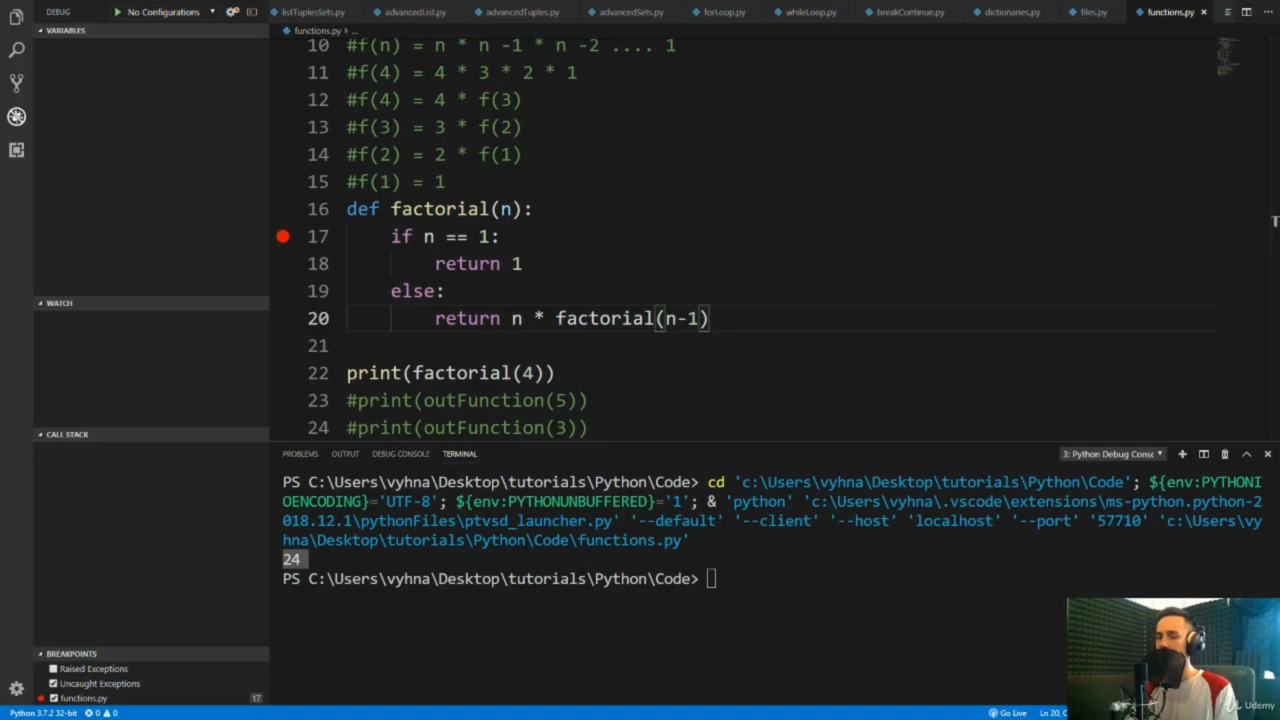 DEBUG
No Configurations
listTuplesSets.py
advancedList.py
advancedTuples.py
advancedSets.py
forLoop.py
whileLoop.py
breakContinue.py
dictionaries.py
files.py
functions.py
VARIABLES
WATCH
CALL STACK
BREAKPOINTS
Raised Exceptions
Uncaught Exceptions
functions.py
17
functions.py ...
10 #f(n) = n * n -1 * n -2 .... 1
11 #f(4) = 4 * 3 * 2 * 1
12 #f(4) = 4 * f(3)
13 #f(3) = 3 * f(2)
14 #f(2) = 2 * f(1)
15 #f(1) = 1
16 def factorial(n):
17 if n == 1:
18 return 1
19 else:
20 return n * factorial(n-1)
21
22 print(factorial(4))
23 #print(outFunction(5))
24 #print(outFunction(3))
PROBLEMS OUTPUT DEBUG CONSOLE TERMINAL
3: Python Debug Consc
PS C:\Users\vyhna\Desktop\tutorials\Python\Code> cd 'c:\Users\vyhna\Desktop\tutorials\Python\Code'; ${env:PYTHONI
OENCODING}='UTF-8'; ${env:PYTHONUNBUFFERED}='1'; & 'python' 'c:\Users\vyhna\.vscode\extensions\ms-python.python-2
018.12.1\pythonFiles\ptvsd_launcher.py' '--default' '--client' '--host' 'localhost' '--port' '57710' 'c:\Users\vy
hna\Desktop\tutorials\Python\Code\functions.py'
24
PS C:\Users\vyhna\Desktop\tutorials\Python\Code>
Python 3.7.2 32-bit
0
0
Go Live
Ln 20,
Udemy